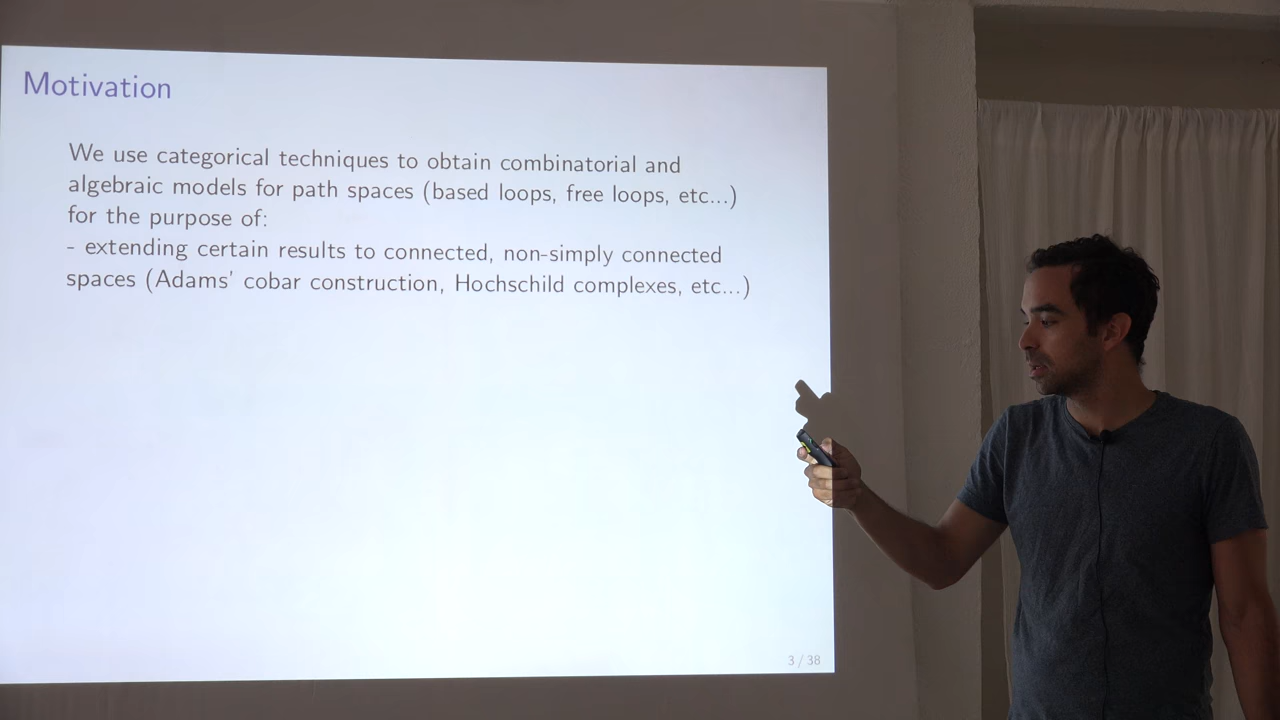 Motivation
We use categorical techniques to obtain combinatorial and
algebraic models for path spaces (based loops, free loops, etc...)
for the purpose of:
- extending certain results to connected, non-simply connected
spaces (Adams' cobar construction, Hochschild complexes, etc...)
3 / 38